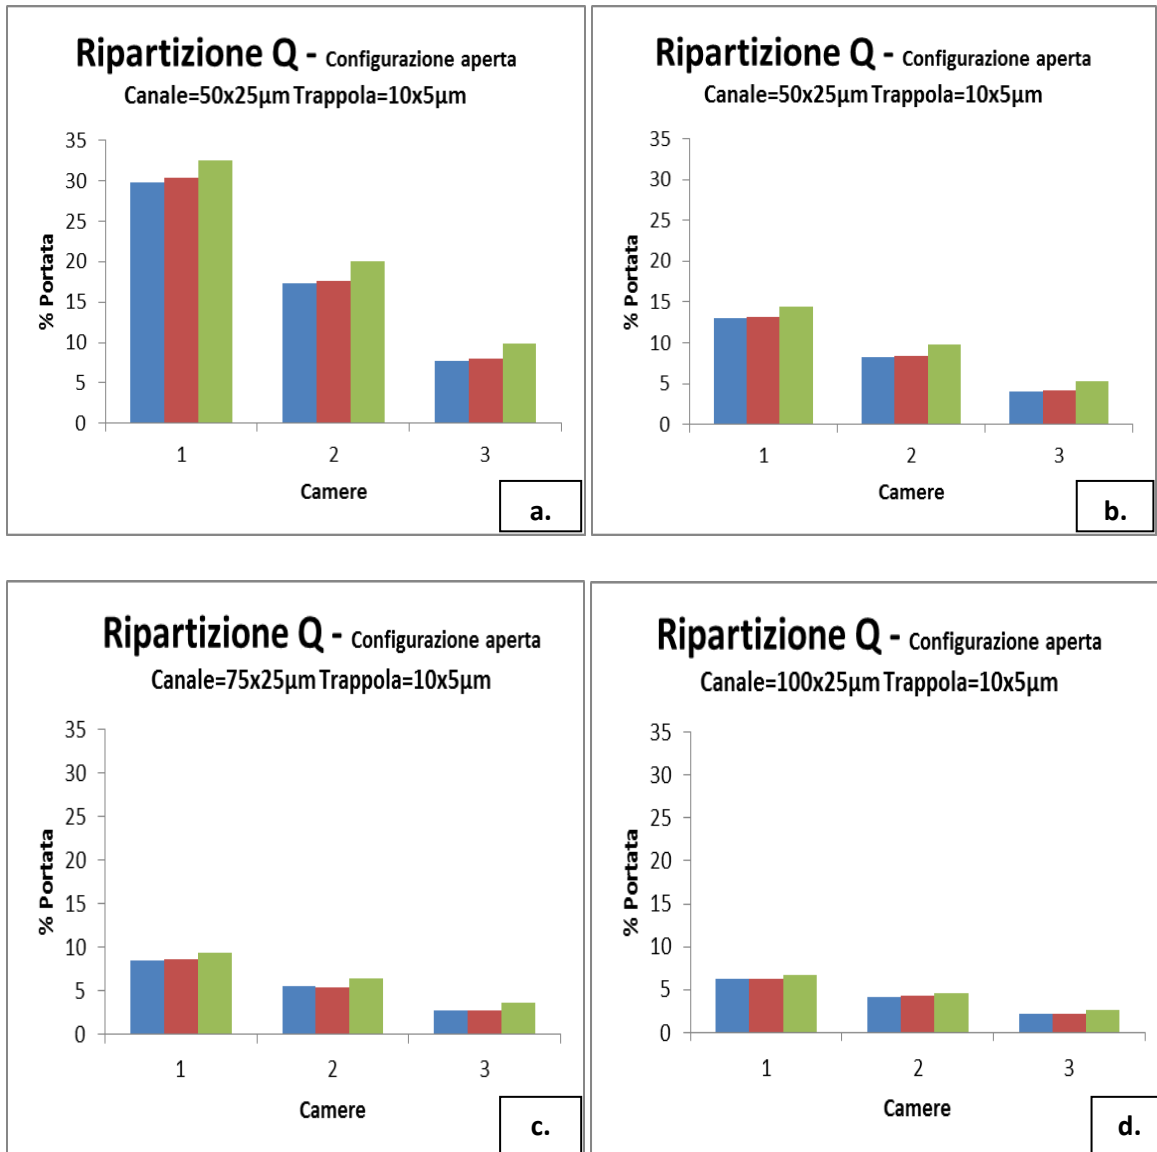 Ripartizione Q - Configurazione aperta
Canale=50x25μm Trappola=10x5μm
35
30
25
20
15
10
5
0
% Portata
1 2 3
Camere
a.
Ripartizione Q - Configurazione aperta
Canale=50x25μm Trappola=10x5μm
35
30
25
20
15
10
5
0
% Portata
1 2 3
Camere
b.
Ripartizione Q - Configurazione aperta
Canale=75x25μm Trappola=10x5μm
35
30
25
20
15
10
5
0
% Portata
1 2 3
Camere
c.
Ripartizione Q - Configurazione aperta
Canale=100x25μm Trappola=10x5μm
35
30
25
20
15
10
5
0
% Portata
1 2 3
Camere
d.